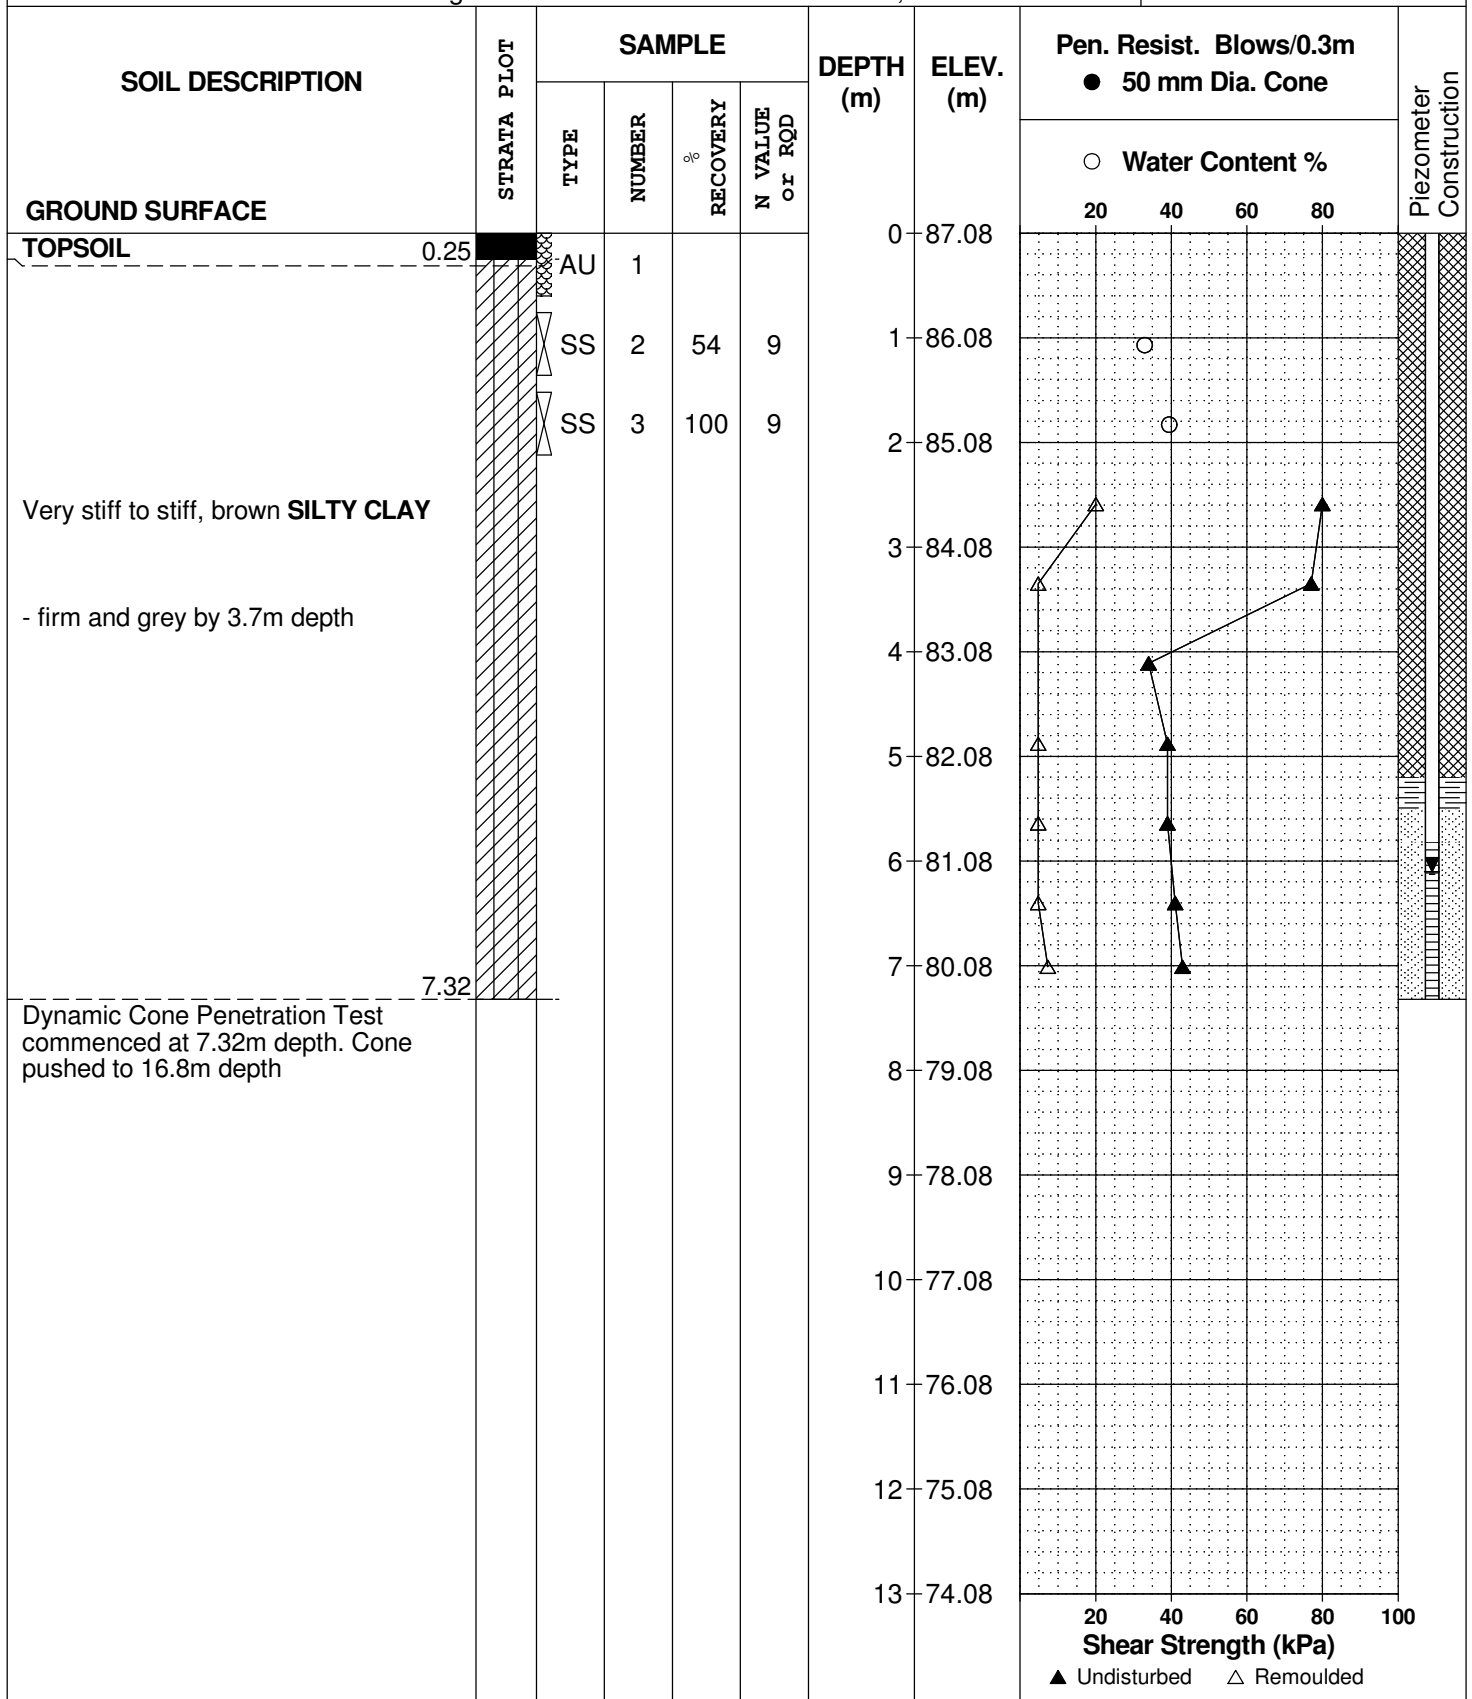 SOIL DESCRIPTION
GROUND SURFACE
STRATA PLOT
SAMPLE
TYPE
NUMBER
% RECOVERY
N VALUE or RQD
DEPTH (m)
ELEV. (m)
Pen. Resist. Blows/0.3m
● 50 mm Dia. Cone
○ Water Content %
20 40 60 80
Piezometer Construction
TOPSOIL 0.25
0 87.08
AU 1
SS 2 54 9
1 86.08
SS 3 100 9
2 85.08
Very stiff to stiff, brown SILTY CLAY
3 84.08
- firm and grey by 3.7m depth
4 83.08
5 82.08
6 81.08
7 80.08
7.32
Dynamic Cone Penetration Test
commenced at 7.32m depth. Cone
pushed to 16.8m depth
8 79.08
9 78.08
10 77.08
11 76.08
12 75.08
13 74.08
20 40 60 80 100
Shear Strength (kPa)
▲ Undisturbed △ Remoulded